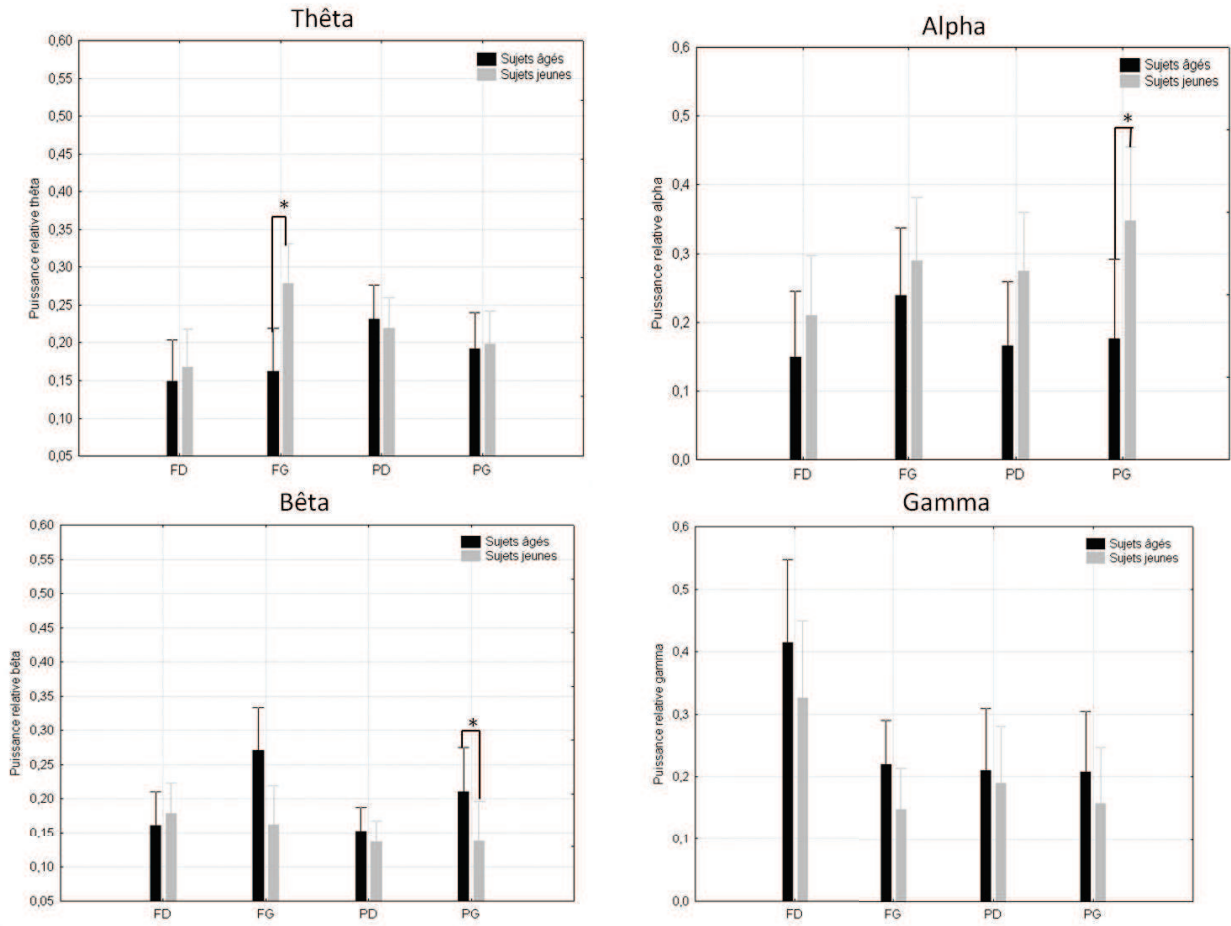 Thêta
0,60
0,55
0,50
0,45
0,40
0,35
0,30
0,25
0,20
0,15
0,10
0,05
Puissance relative thêta
Sujets âgés
Sujets jeunes
*
FD FG PD PG
Alpha
0,6
0,5
0,4
0,3
0,2
0,1
0,0
Puissance relative alpha
Sujets âgés
Sujets jeunes
*
FD FG PD PG
Bêta
0,60
0,55
0,50
0,45
0,40
0,35
0,30
0,25
0,20
0,15
0,10
0,05
Puissance relative bêta
Sujets âgés
Sujets jeunes
*
FD FG PD PG
Gamma
0,6
0,5
0,4
0,3
0,2
0,1
0,0
Puissance relative gamma
Sujets âgés
Sujets jeunes
FD FG PD PG